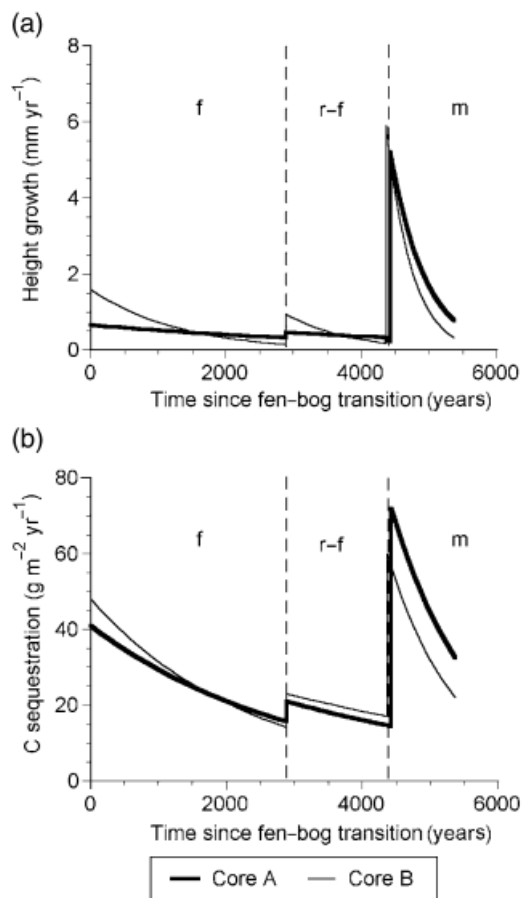 (a)
8
6
4
2
0
Height growth (mm yr⁻¹)
f
r–f
m
0
2000
4000
6000
Time since fen–bog transition (years)
(b)
80
60
40
20
0
C sequestration (g m⁻² yr⁻¹)
f
r–f
m
0
2000
4000
6000
Time since fen–bog transition (years)
Core A
Core B